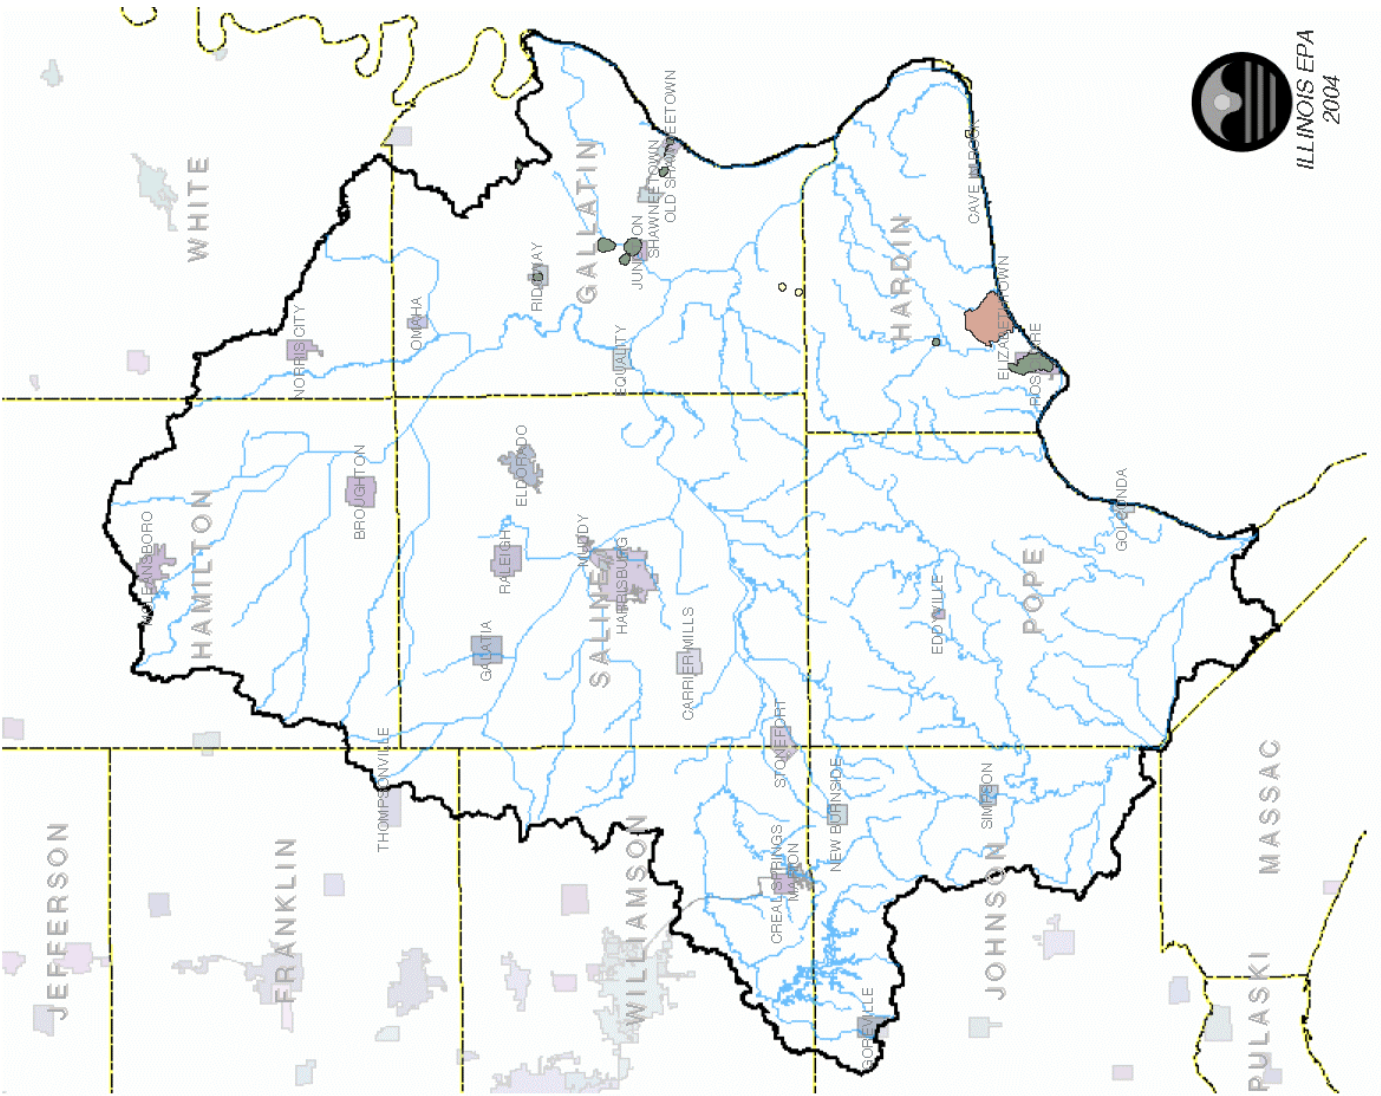 JEFFERSON
MCLEANSBORO
WHITE
HAMILTON
FRANKLIN
NORRIS CITY
BROUGHTON
THOMPSONVILLE
OMAHA
GALATIA
RALEIGH
ELDORADO
RIDGWAY
MUDDY
GALLATIN
SALINE
EQUALITY
HARRISBURG
WILLIAMSON
JUNCTION
SHAWNEETOWN
OLD SHAWNEETOWN
CARRIER MILLS
CREAL SPRINGS
STONEFORT
MARION
NEW BURNSIDE
GOREVILLE
HARDIN
EDDYVILLE
CAVE IN ROCK
SIMPSON
JOHNSON
ELIZABETHTOWN
POPE
ROSICLARE
GOLCONDA
PULASKI
MASSAC
ILLINOIS EPA
2004